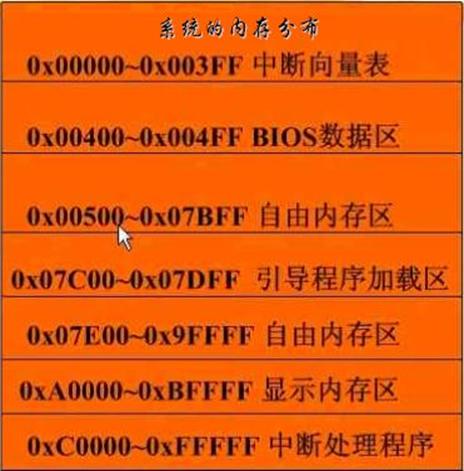 系统的内存分布
0x00000~0x003FF 中断向量表
0x00400~0x004FF BIOS数据区
0x00500~0x07BFF 自由内存区
0x07C00~0x07DFF 引导程序加载区
0x07E00~0x9FFFF 自由内存区
0xA0000~0xBFFFF 显示内存区
0xC0000~0xFFFFF 中断处理程序